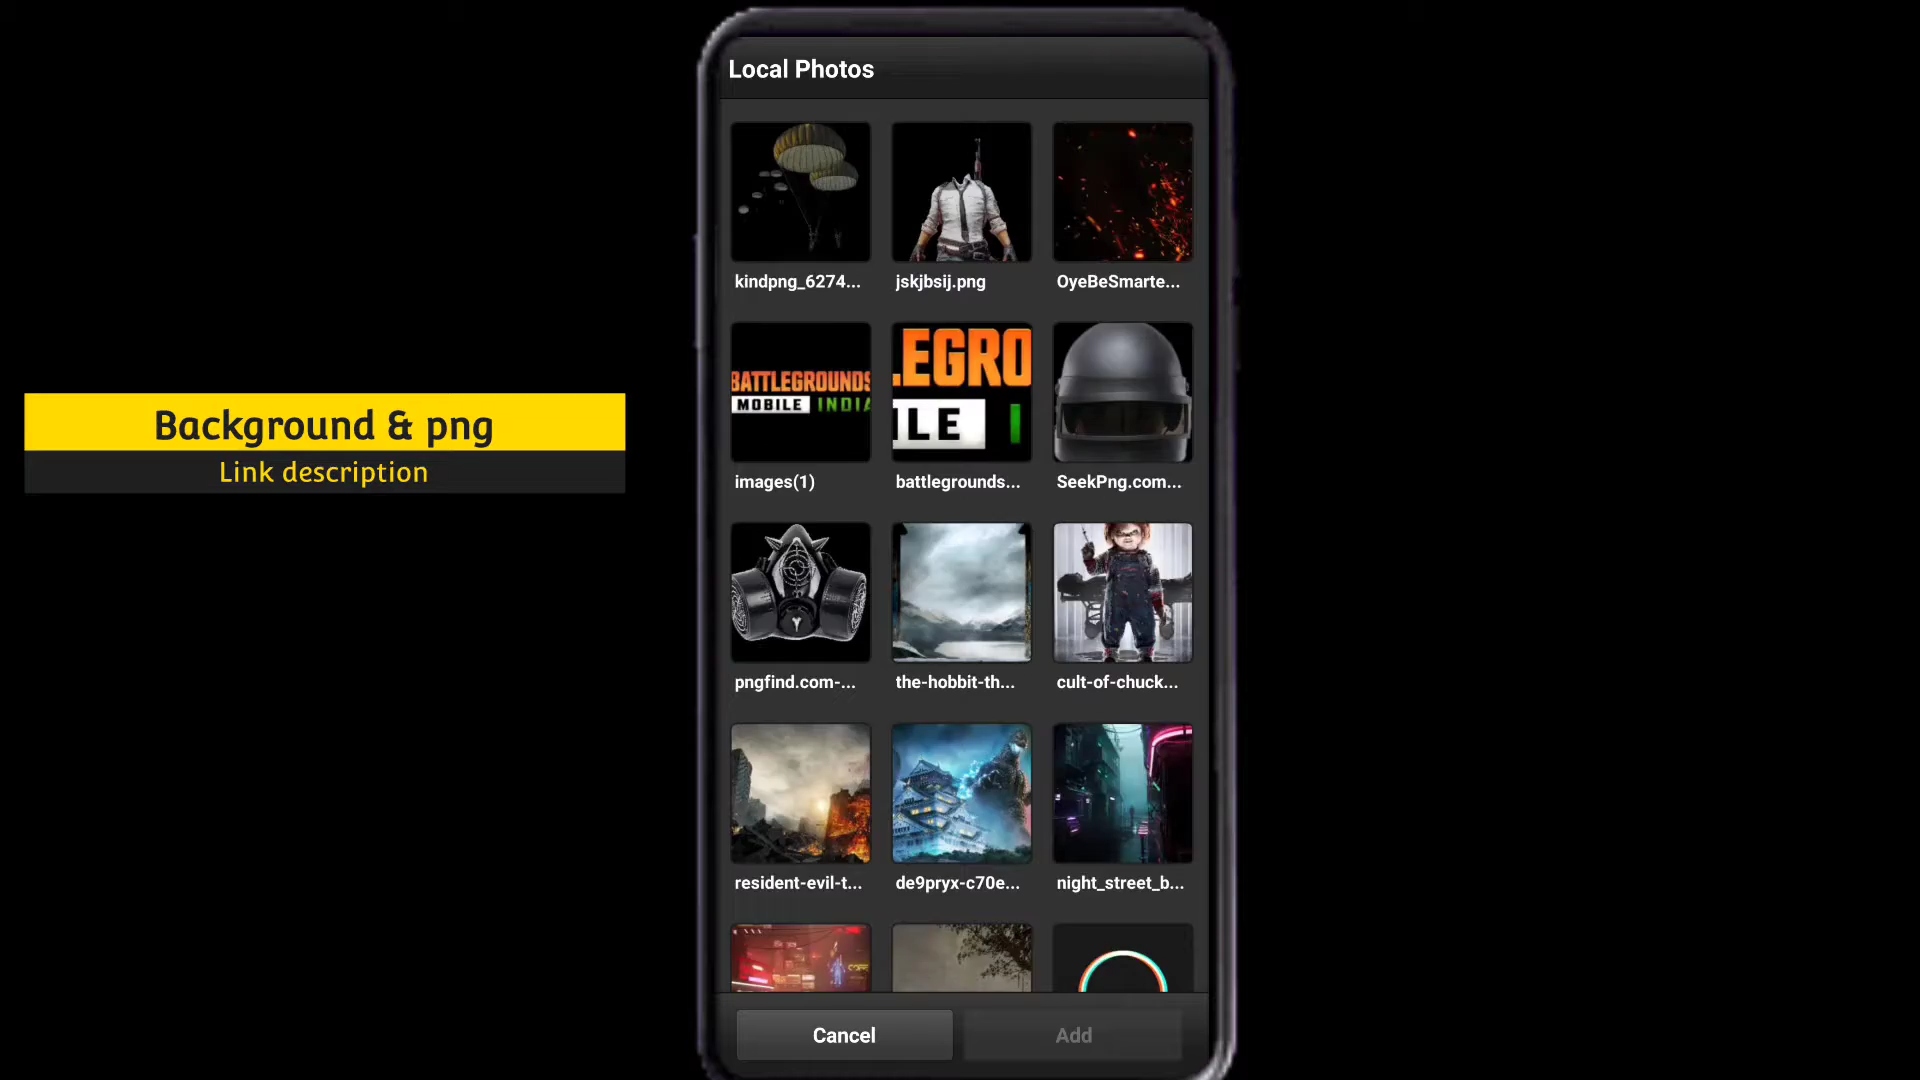 Local Photos
kindpng_6274...
jskjbsij.png
OyeBeSmarte...
BATTLEGROUNDS
MOBILE INDIA
.EGRO
ILE I
images(1)
battlegrounds...
SeekPng.com...
Background & png
Link description
pngfind.com-...
the-hobbit-th...
cult-of-chuck...
resident-evil-t...
de9pryx-c70e...
night_street_b...
Cancel
Add